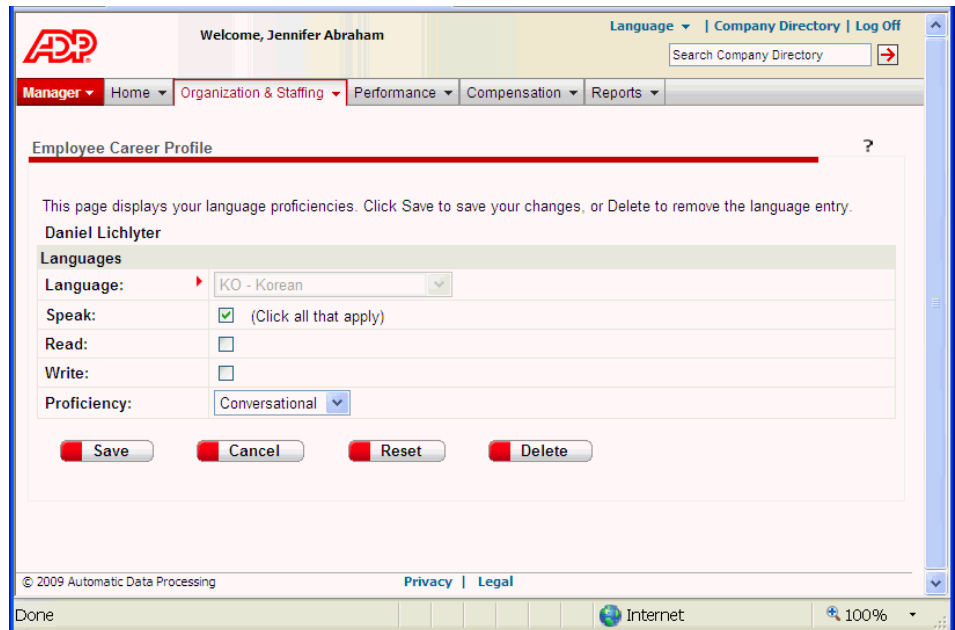 Language | Company Directory | Log Off
ADP
Welcome, Jennifer Abraham
Search Company Directory
Manager Home Organization & Staffing Performance Compensation Reports
Employee Career Profile ?
This page displays your language proficiencies. Click Save to save your changes, or Delete to remove the language entry.
Daniel Lichlyter
Languages
Language: KO - Korean
Speak: (Click all that apply)
Read:
Write:
Proficiency: Conversational
Save Cancel Reset Delete
© 2009 Automatic Data Processing Privacy | Legal
Done Internet 100%